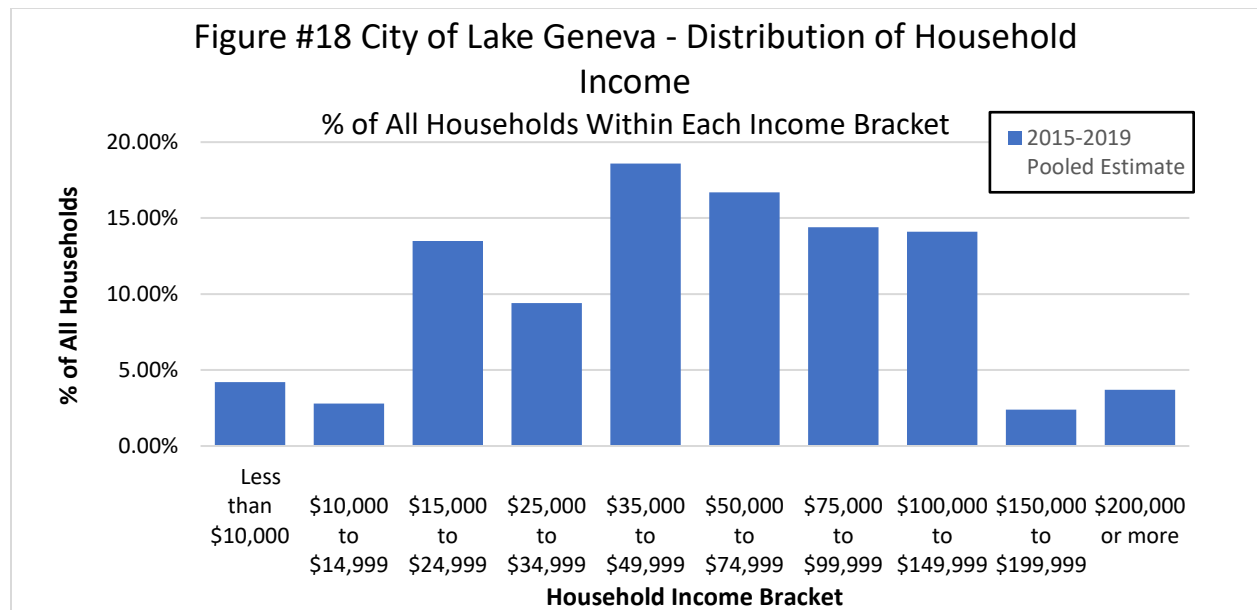 Figure #18 City of Lake Geneva - Distribution of Household
Income
% of All Households Within Each Income Bracket
2015-2019
Pooled Estimate
% of All Households
20.00%
15.00%
10.00%
5.00%
0.00%
Less
than
$10,000
$10,000
to
$14,999
$15,000
to
$24,999
$25,000
to
$34,999
$35,000
to
$49,999
$50,000
to
$74,999
$75,000
to
$99,999
$100,000
to
$149,999
$150,000
to
$199,999
$200,000
or more
Household Income Bracket